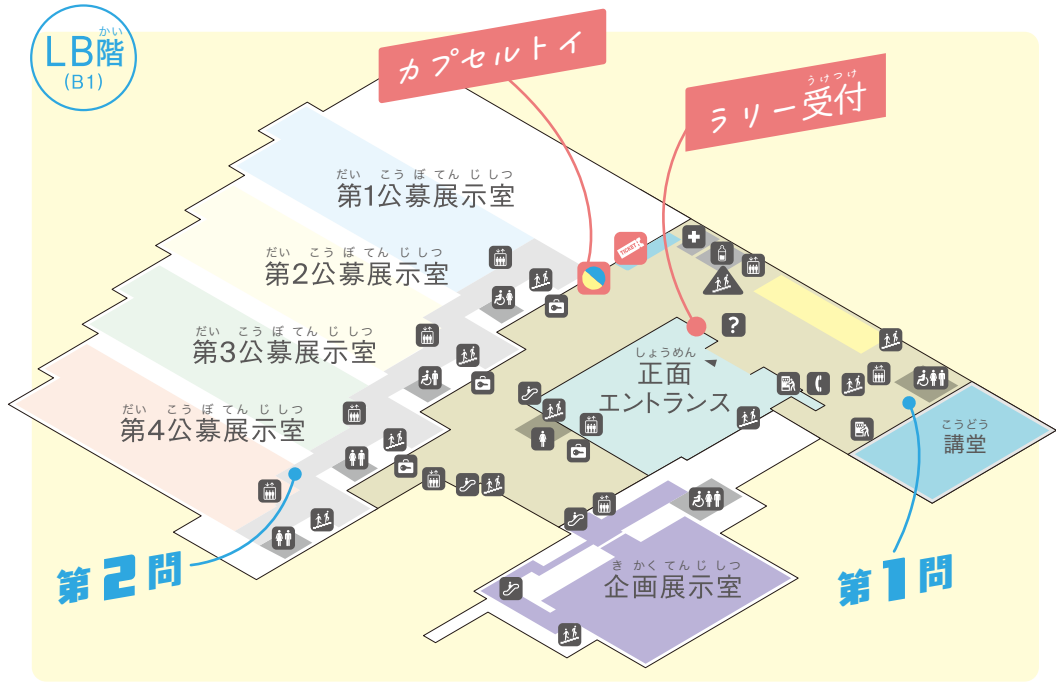 かい
LB階
(B1)
カプセルトイ
うけつけ
ラリー受付
だい こうぼてんじしつ
第1公募展示室
だい こうぼてんじしつ
第2公募展示室
だい こうぼてんじしつ
第3公募展示室
だい こうぼてんじしつ
第4公募展示室
TICKET
?
しょうめん
正面
エントランス
こうどう
講堂
きかくてんじしつ
企画展示室
第2問
第1問